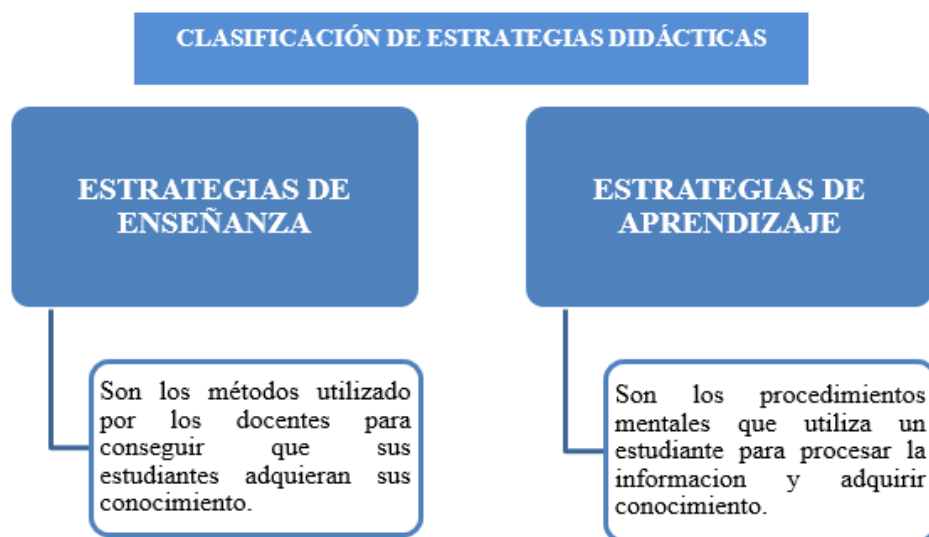 CLASIFICACIÓN DE ESTRATEGIAS DIDÁCTICAS
ESTRATEGIAS DE
ENSEÑANZA
Son los métodos utilizado
por los docentes para
conseguir que sus
estudiantes adquieran sus
conocimiento.
ESTRATEGIAS DE
APRENDIZAJE
Son los procedimientos
mentales que utiliza un
estudiante para procesar la
informacion y adquirir
conocimiento.